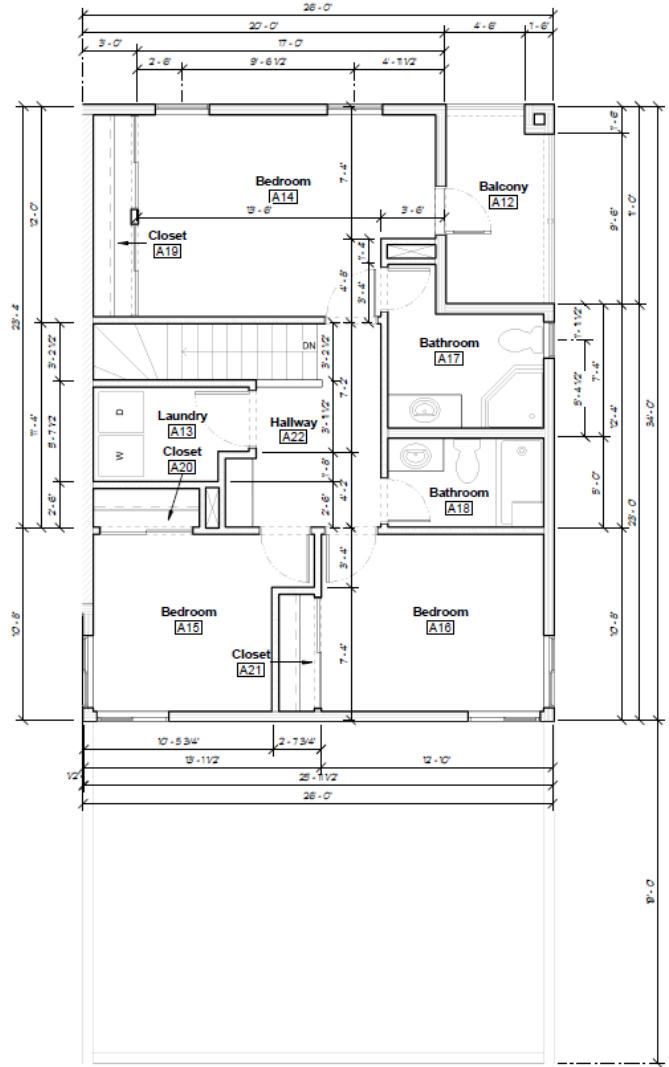 26'-0"
20'-0"
4'-6"
1'-6"
3'-0"
17'-0"
2'-6"
9'-6 1/2"
4'-11 1/2"
Bedroom
A14
Balcony
A12
13'-6"
3'-6"
Closet
A19
7'-4"
1'-4"
4'-8"
3'-4"
12'-0"
23'-4"
1'-6"
9'-6"
11'-0"
DN
3'-2 1/2"
3'-2 1/2"
Bathroom
A17
1'-11 1/2"
5'-4 1/2"
7'-4"
12'-4"
34'-0"
Laundry
A13
D
W
Closet
A20
Hallway
A22
7'-2"
3'-11 1/2"
1'-8"
4'-2"
2'-6"
11'-4"
5'-7 1/2"
2'-6"
Bathroom
A18
5'-0"
23'-0"
3'-4"
Bedroom
A15
Bedroom
A16
Closet
A21
7'-4"
10'-8"
10'-8"
10'-5 3/4"
2'-7 3/4"
13'-1 1/2"
12'-10"
1/2"
25'-11 1/2"
26'-0"
19'-0"